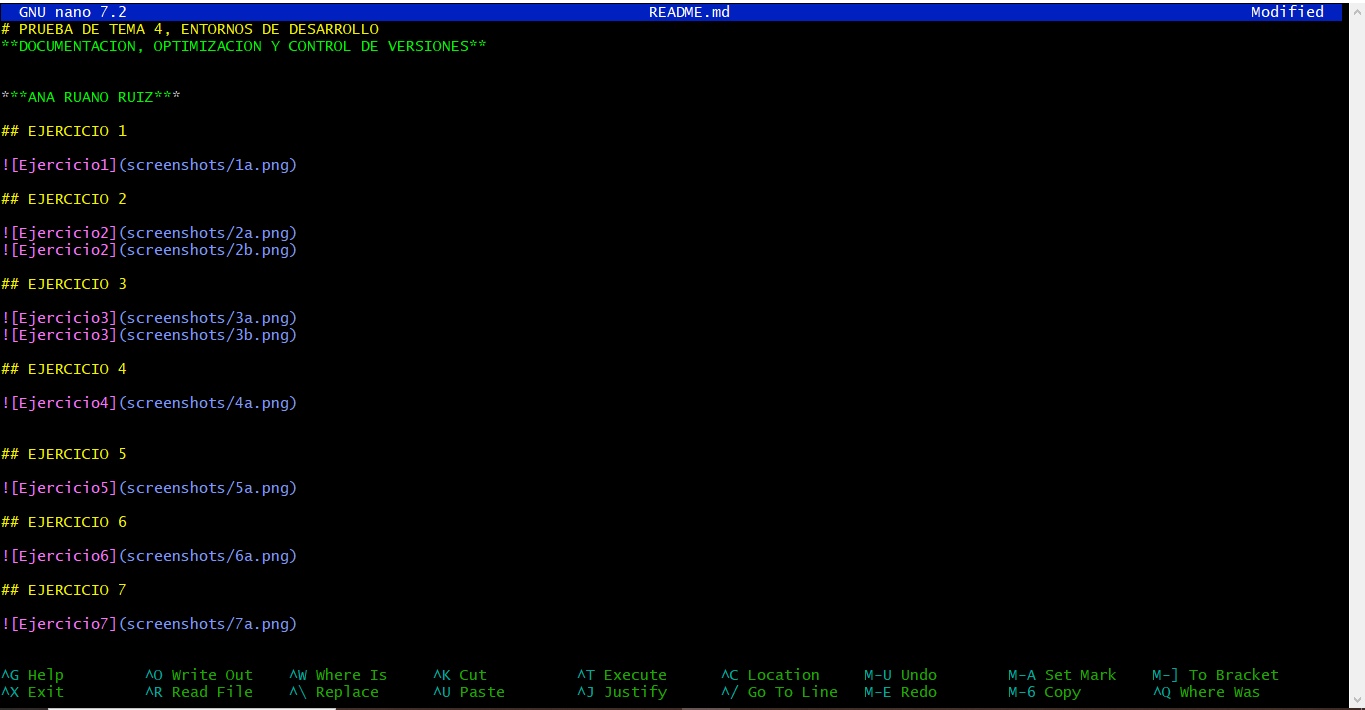 GNU nano 7.2 README.md Modified
# PRUEBA DE TEMA 4, ENTORNOS DE DESARROLLO
**DOCUMENTACION, OPTIMIZACION Y CONTROL DE VERSIONES**
***ANA RUANO RUIZ***
## EJERCICIO 1
![Ejercicio1](screenshots/1a.png)
## EJERCICIO 2
![Ejercicio2](screenshots/2a.png)
![Ejercicio2](screenshots/2b.png)
## EJERCICIO 3
![Ejercicio3](screenshots/3a.png)
![Ejercicio3](screenshots/3b.png)
## EJERCICIO 4
![Ejercicio4](screenshots/4a.png)
## EJERCICIO 5
![Ejercicio5](screenshots/5a.png)
## EJERCICIO 6
![Ejercicio6](screenshots/6a.png)
## EJERCICIO 7
![Ejercicio7](screenshots/7a.png)
^G Help ^O Write Out ^W Where Is ^K Cut ^T Execute ^C Location M-U Undo M-A Set Mark M-] To Bracket
^X Exit ^R Read File ^\ Replace ^U Paste ^J Justify ^/ Go To Line M-E Redo M-6 Copy ^Q Where Was